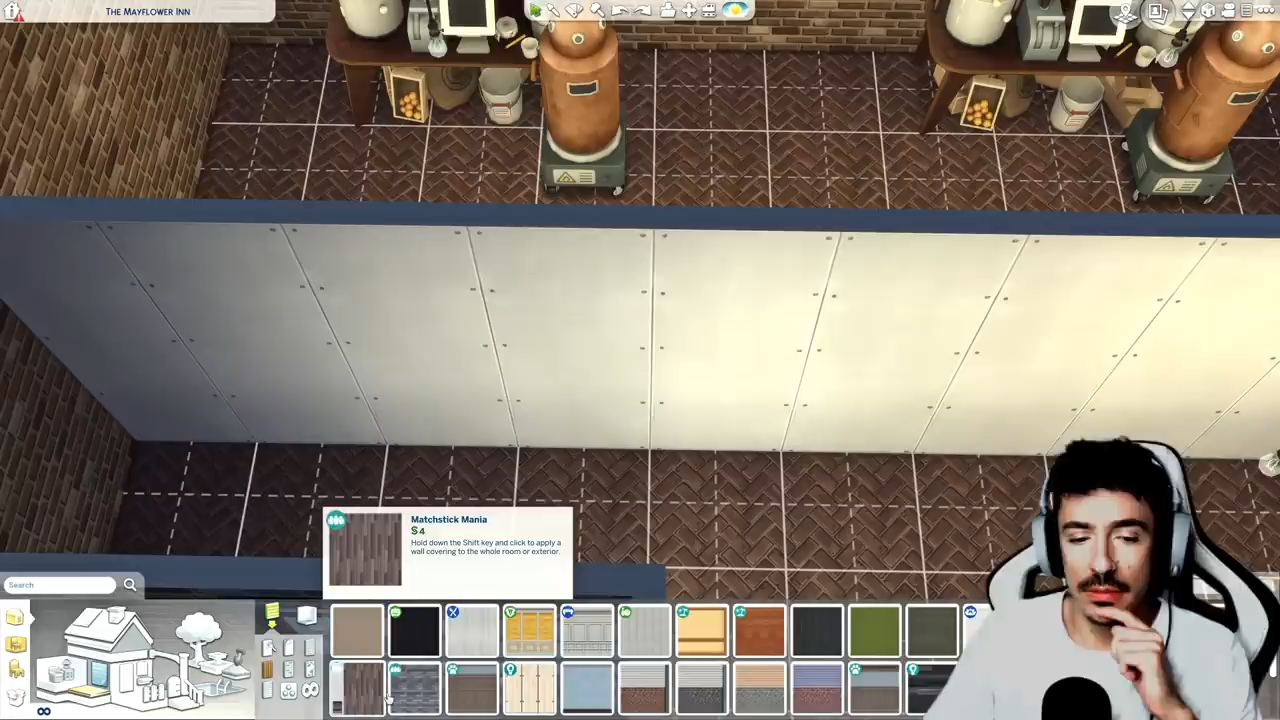 THE MAYFLOWER INN
Matchstick Mania
§4
Hold down the Shift key and click to apply a
wall covering to the whole room or exterior.
Search